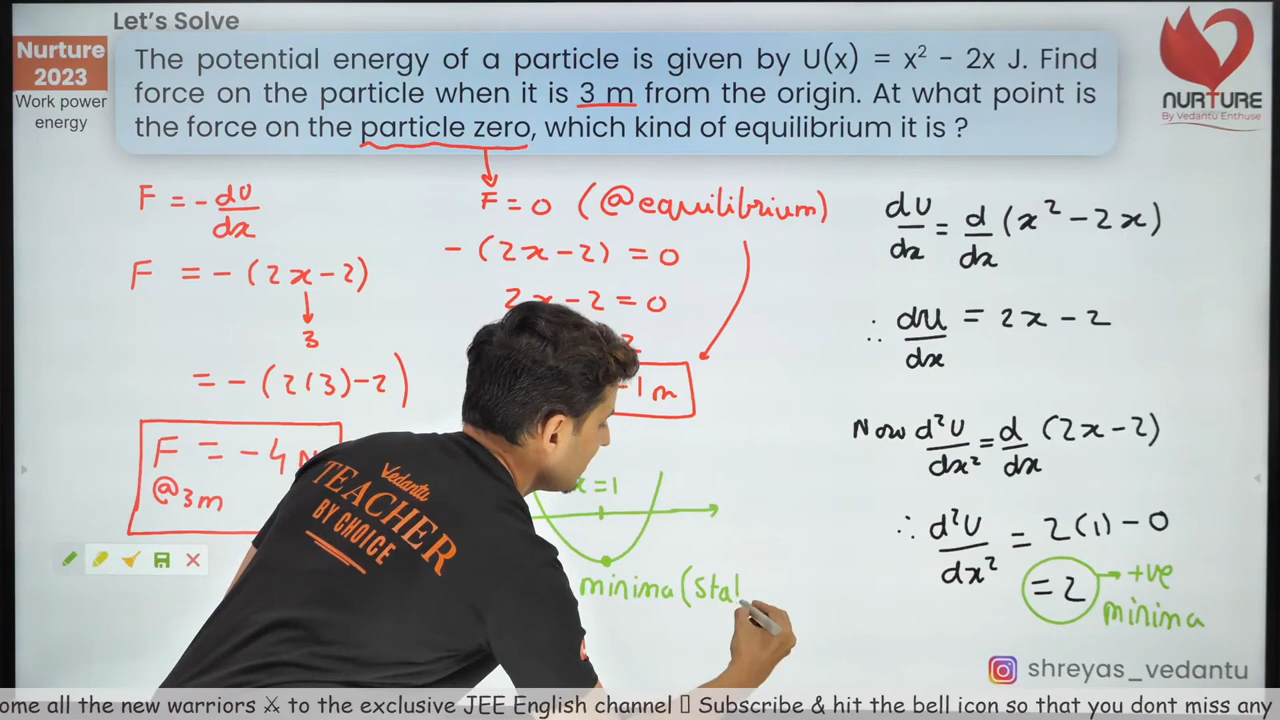 Let's Solve
Nurture
2023
Work power
energy
The potential energy of a particle is given by U(x) = x² - 2x J. Find
force on the particle when it is 3 m from the origin. At what point is
the force on the particle zero, which kind of equilibrium it is ?
NURTURE
By Vedantu Enthuse
F = - dU/dx
F = - (2x - 2)
3
= - (2(3) - 2)
F = -4 N
@3m
F = 0 (@equilibrium)
- (2x - 2) = 0
2x - 2 = 0
2
1 m
x = 1
minima (Sta
dU/dx = d/dx (x² - 2x)
∴ du/dx = 2x - 2
Now d²U/dx² = d/dx (2x - 2)
∴ d²U/dx² = 2(1) - 0
= 2 → +ve
minima
Vedantu
TEACHER
BY CHOICE
shreyas_vedantu
ome all the new warriors ⚔ to the exclusive JEE English channel ▯ Subscribe & hit the bell icon so that you dont miss any